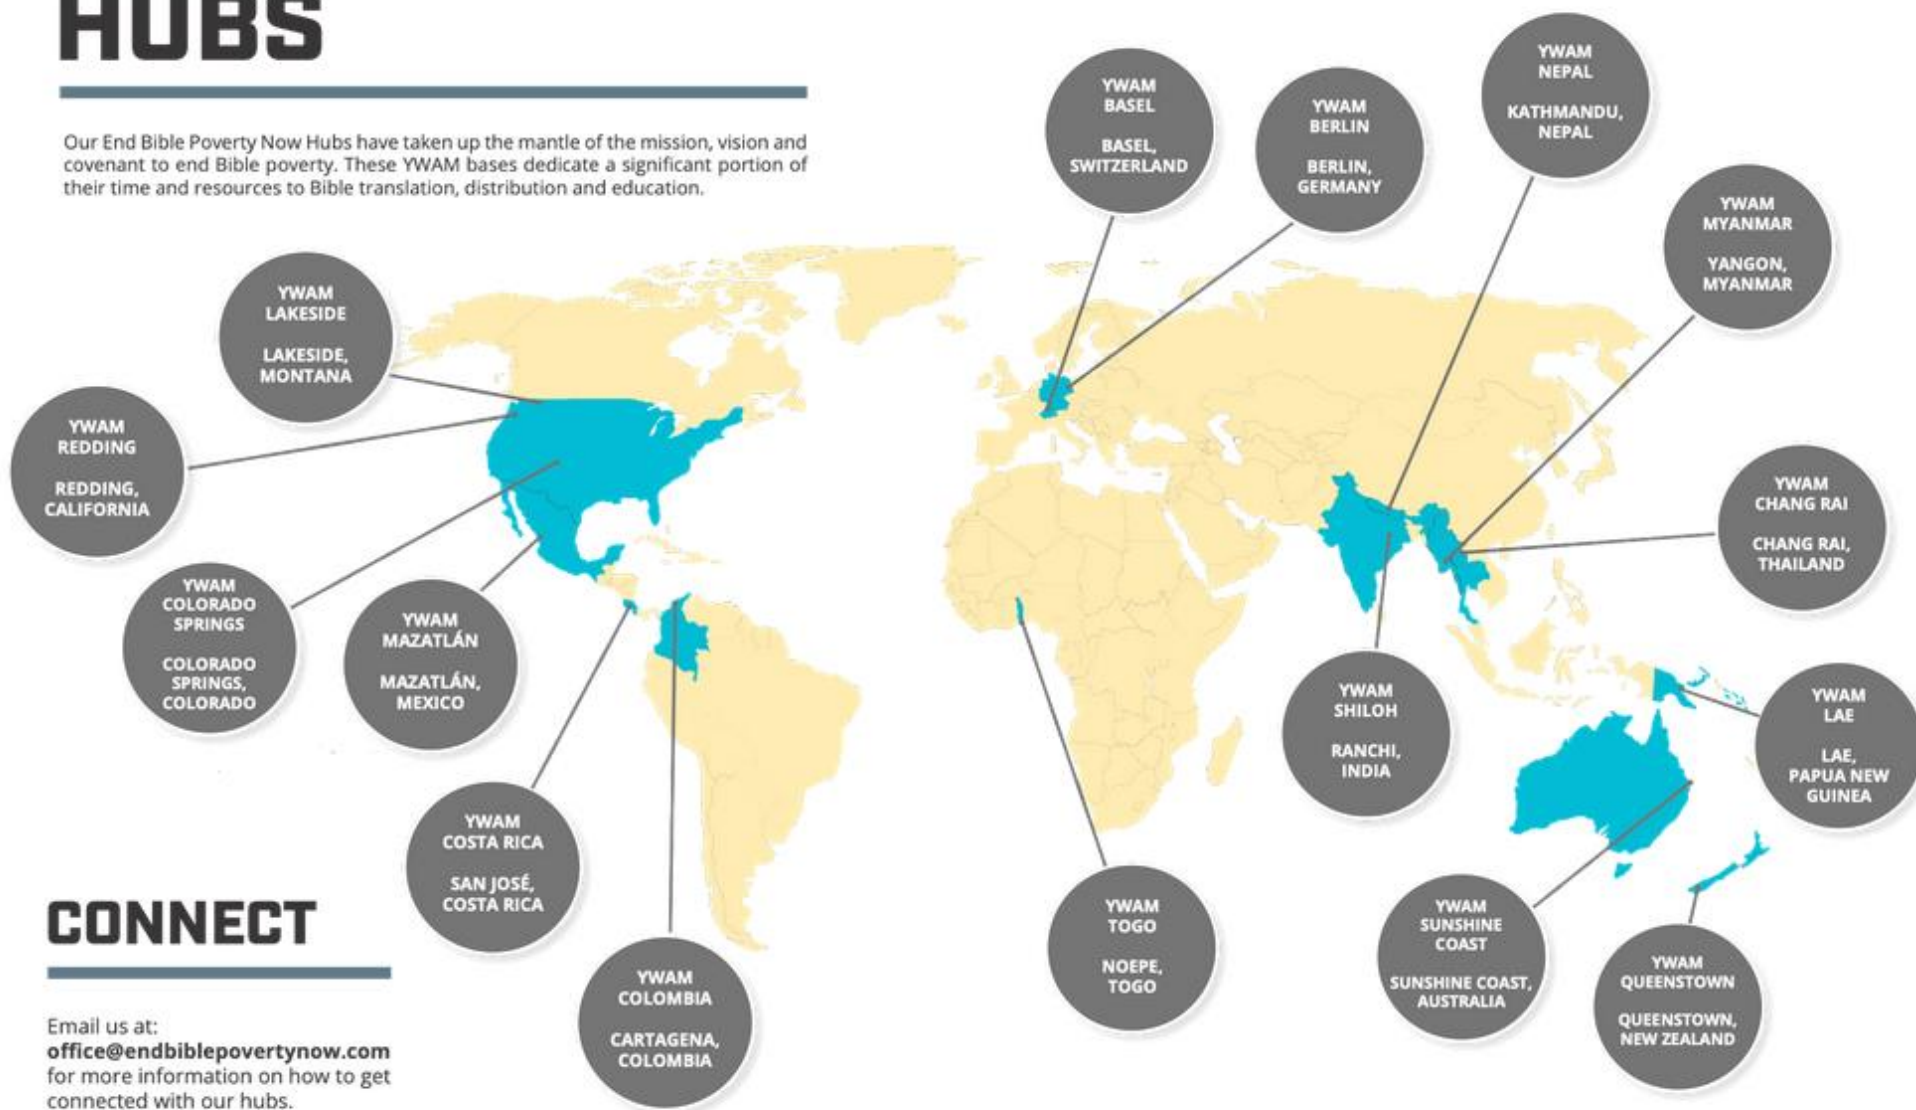 HUBS
Our End Bible Poverty Now Hubs have taken up the mantle of the mission, vision and
covenant to end Bible poverty. These YWAM bases dedicate a significant portion of
their time and resources to Bible translation, distribution and education.
YWAM
BASEL
BASEL,
SWITZERLAND
YWAM
BERLIN
BERLIN,
GERMANY
YWAM
NEPAL
KATHMANDU,
NEPAL
YWAM
MYANMAR
YANGON,
MYANMAR
YWAM
LAKESIDE
LAKESIDE,
MONTANA
YWAM
REDDING
REDDING,
CALIFORNIA
YWAM
COLORADO
SPRINGS
COLORADO
SPRINGS,
COLORADO
YWAM
MAZATLÁN
MAZATLÁN,
MEXICO
YWAM
CHANG RAI
CHANG RAI,
THAILAND
YWAM
SHILOH
RANCHI,
INDIA
YWAM
LAE
LAE,
PAPUA NEW
GUINEA
YWAM
COSTA RICA
SAN JOSÉ,
COSTA RICA
YWAM
COLOMBIA
CARTAGENA,
COLOMBIA
YWAM
TOGO
NOEPE,
TOGO
YWAM
SUNSHINE
COAST
SUNSHINE COAST,
AUSTRALIA
YWAM
QUEENSTOWN
QUEENSTOWN,
NEW ZEALAND
CONNECT
Email us at:
office@endbiblepovertynow.com
for more information on how to get
connected with our hubs.